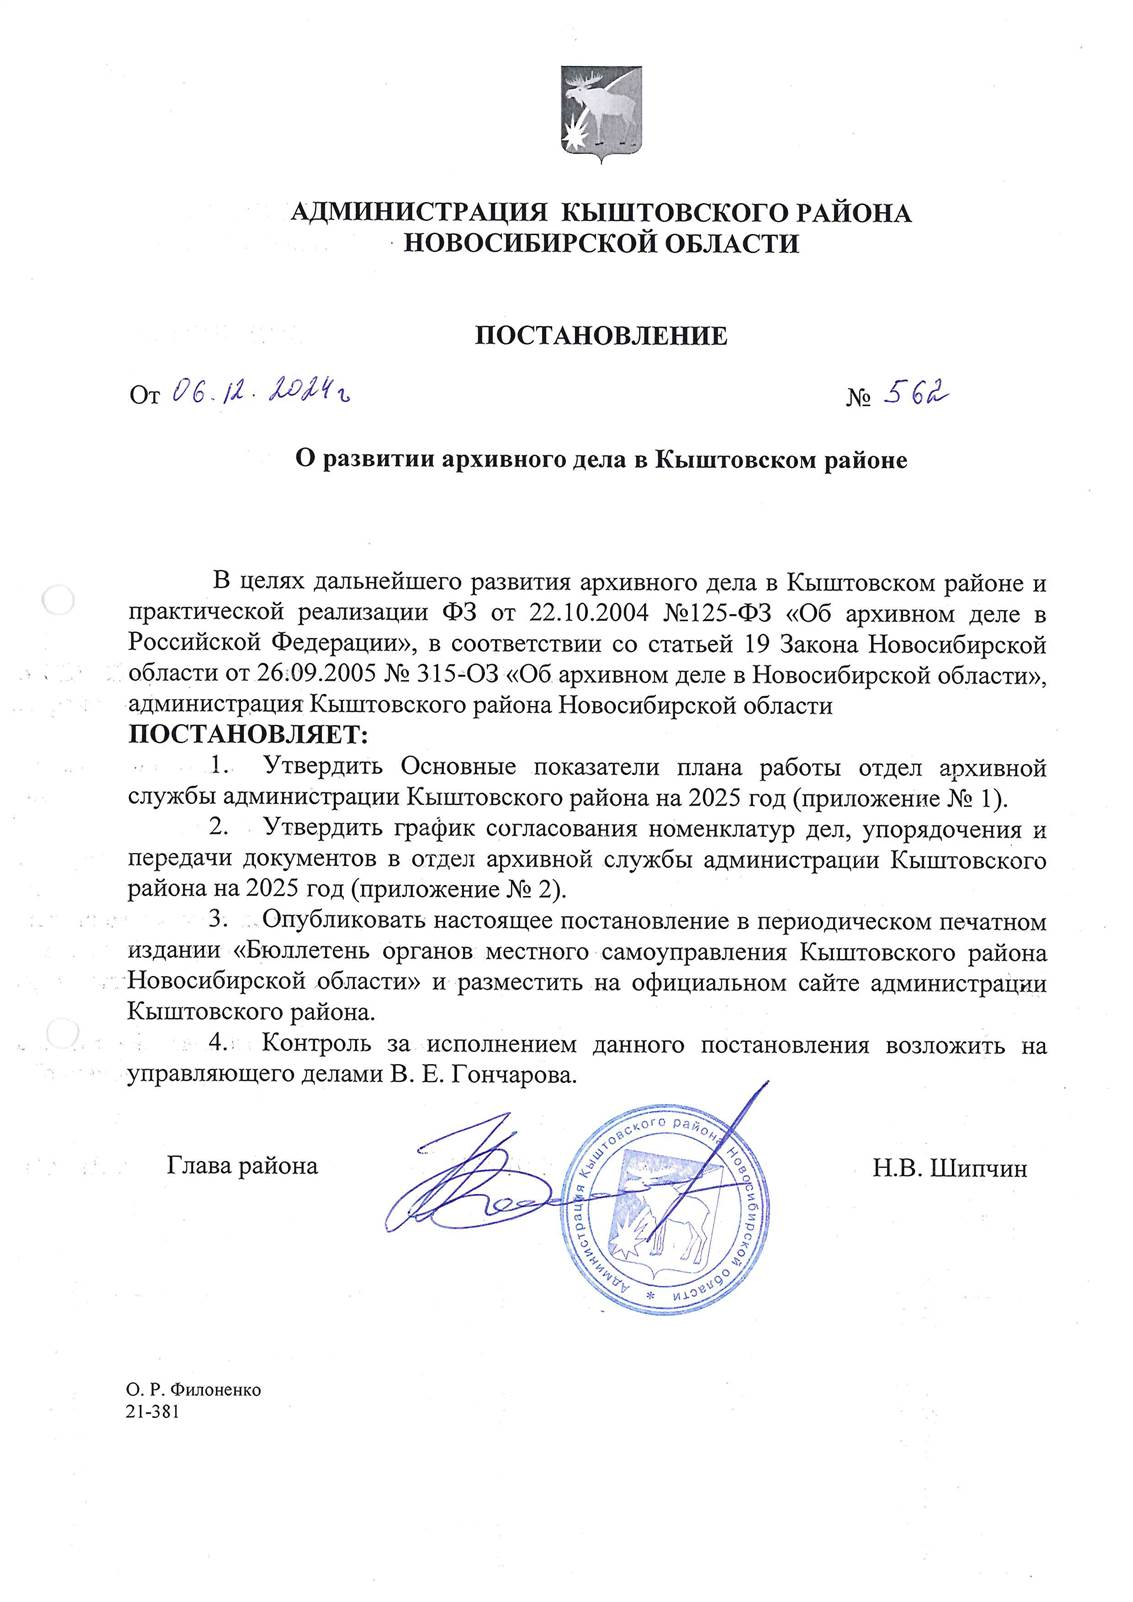 АДМИНИСТРАЦИЯ КЫШТОВСКОГО РАЙОНА
НОВОСИБИРСКОЙ ОБЛАСТИ
ПОСТАНОВЛЕНИЕ
От 06.12.2024г № 562
О развитии архивного дела в Кыштовском районе
В целях дальнейшего развития архивного дела в Кыштовском районе и
практической реализации ФЗ от 22.10.2004 №125-ФЗ «Об архивном деле в
Российской Федерации», в соответствии со статьей 19 Закона Новосибирской
области от 26.09.2005 № 315-ОЗ «Об архивном деле в Новосибирской области»,
администрация Кыштовского района Новосибирской области
ПОСТАНОВЛЯЕТ:
1. Утвердить Основные показатели плана работы отдел архивной
службы администрации Кыштовского района на 2025 год (приложение № 1).
2. Утвердить график согласования номенклатур дел, упорядочения и
передачи документов в отдел архивной службы администрации Кыштовского
района на 2025 год (приложение № 2).
3. Опубликовать настоящее постановление в периодическом печатном
издании «Бюллетень органов местного самоуправления Кыштовского района
Новосибирской области» и разместить на официальном сайте администрации
Кыштовского района.
4. Контроль за исполнением данного постановления возложить на
управляющего делами В. Е. Гончарова.
Глава района Н.В. Шипчин
Администрация Кыштовского района Новосибирской области *
О. Р. Филоненко
21-381